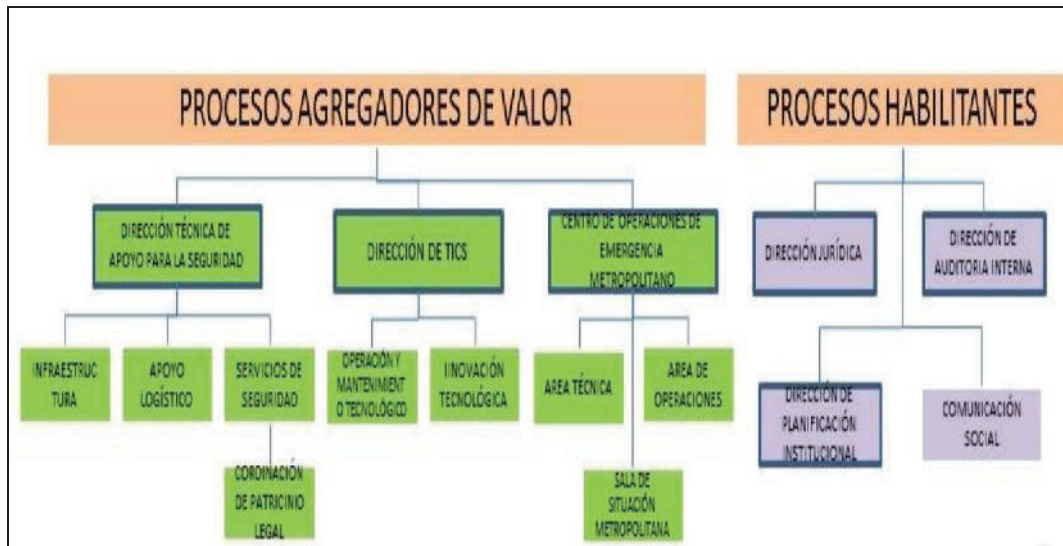 PROCESOS AGREGADORES DE VALOR
PROCESOS HABILITANTES
DIRECCIÓN TÉCNICA DE
APOYO PARA LA SEGURIDAD
DIRECCIÓN DE TICS
CENTRO DE OPERACIONES DE
EMERGENCIA
METROPOLITANO
DIRECCIÓN JURÍDICA
DIRECCIÓN DE
AUDITORIA INTERNA
INFRAESTRUC
TURA
APOYO
LOGÍSTICO
SERVICIOS DE
SEGURIDAD
OPERACIÓN Y
MANTENIMIENT
O TECNOLÓGICO
IINOVACIÓN
TECNOLÓGICA
AREA TÉCNICA
AREA DE
OPERACIONES
DIRECCIÓN DE
PLANIFICACIÓN
INSTITUCIONAL
COMUNICACIÓN
SOCIAL
CORDINACIÓN
DE PATRICINIO
LEGAL
SALA DE
SITUACIÓN
METROPOLITANA